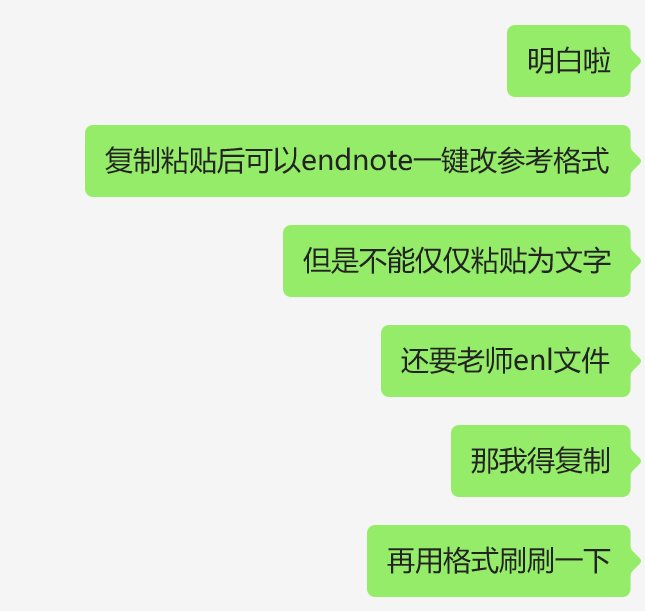 明白啦
复制粘贴后可以endnote一键改参考格式
但是不能仅仅粘贴为文字
还要老师enl文件
那我得复制
再用格式刷刷一下